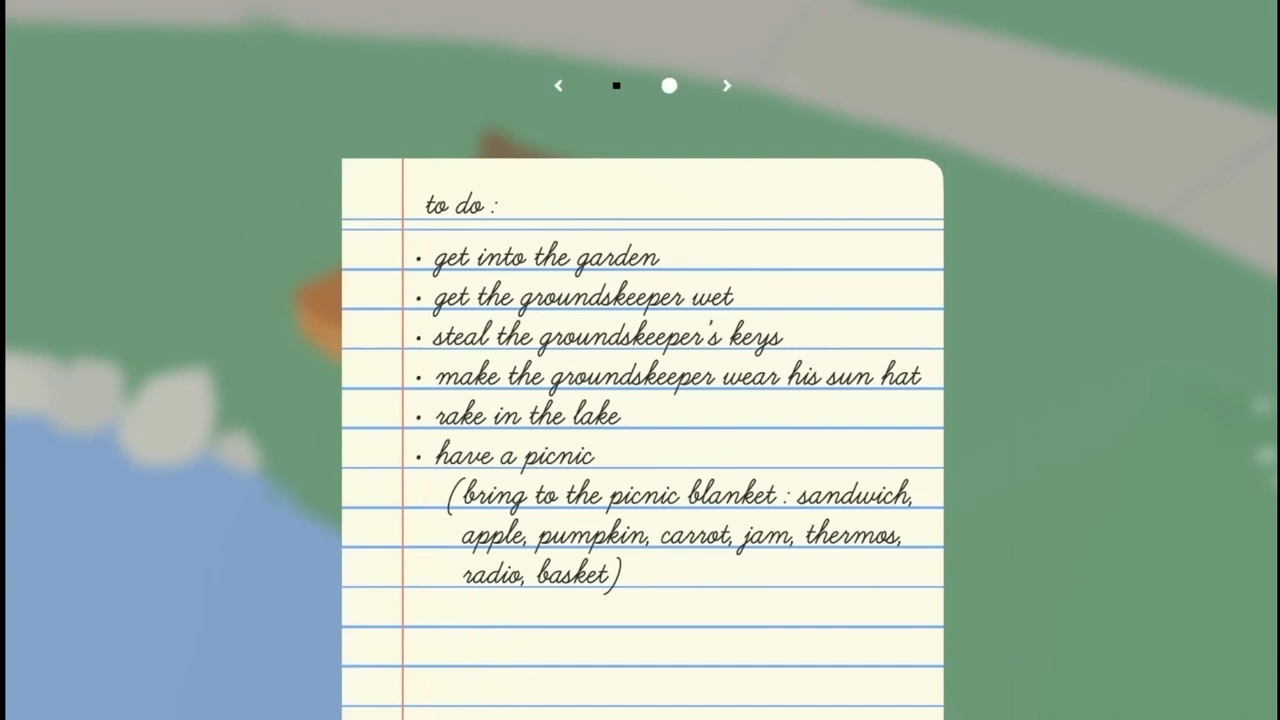 to do :
• get into the garden
• get the groundskeeper wet
• steal the groundskeeper's keys
• make the groundskeeper wear his sun hat
• rake in the lake
• have a picnic
(bring to the picnic blanket : sandwich,
apple, pumpkin, carrot, jam, thermos,
radio, basket)